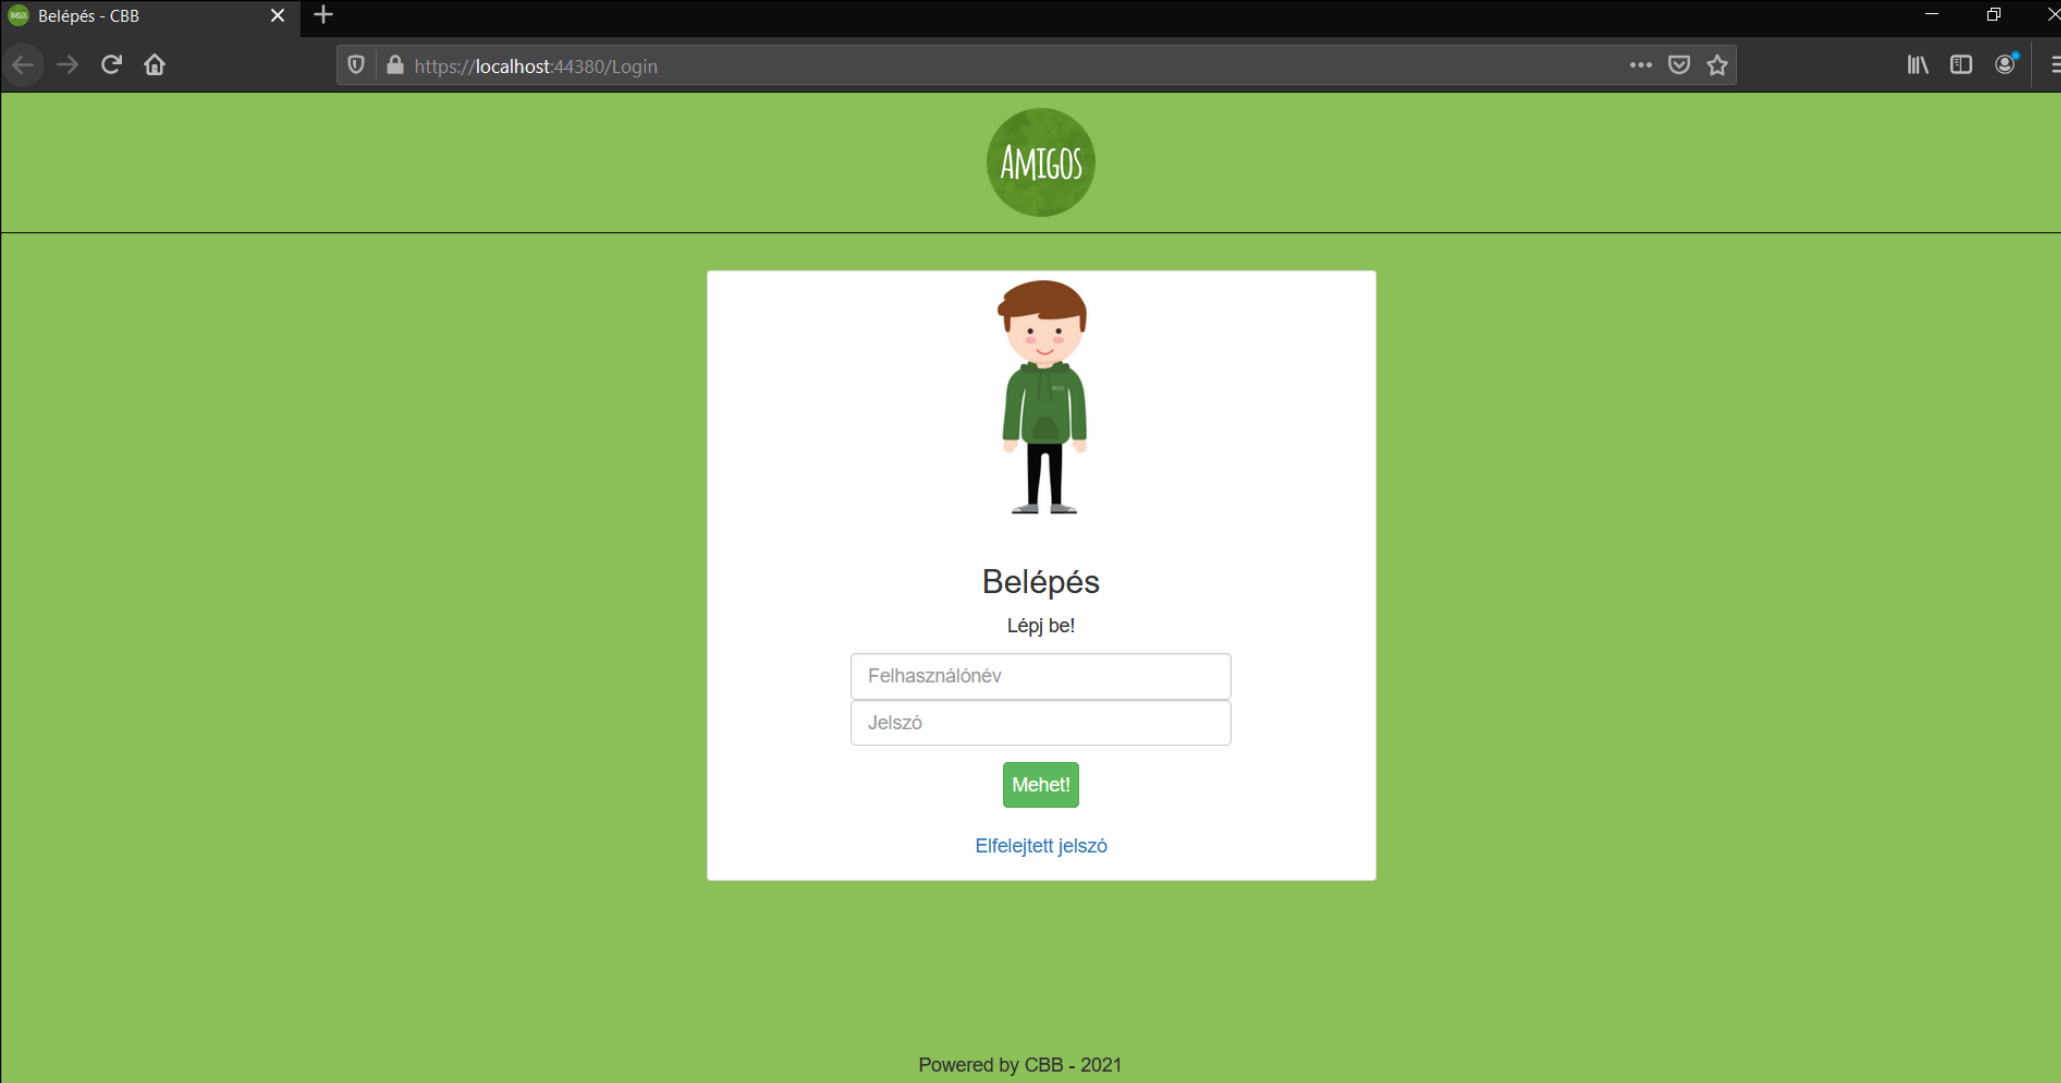 Belépés - CBB
https://localhost:44380/Login
AMIGOS
Belépés
Lépj be!
Felhasználónév
Jelszó
Mehet!
Elfelejtett jelszó
Powered by CBB - 2021